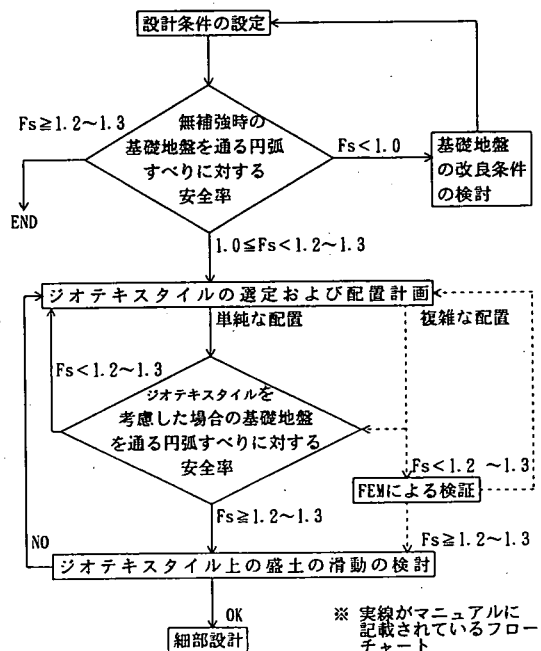 設計条件の設定
Fs≧1.2～1.3
無補強時の
基礎地盤を通る円弧
すべりに対する
安全率
Fs<1.0
基礎地盤
の改良条件
の検討
END
1.0≦Fs<1.2～1.3
ジオテキスタイルの選定および配置計画
単純な配置
複雑な配置
Fs<1.2～1.3
ジオテキスタイルを
考慮した場合の基礎地盤
を通る円弧すべりに対する
安全率
Fs<1.2 ～1.3
FEMによる検証
Fs≧1.2～1.3
Fs≧1.2～1.3
NO
ジオテキスタイル上の盛土の滑動の検討
OK
細部設計
※ 実線がマニュアルに
記載されているフロー
チャート